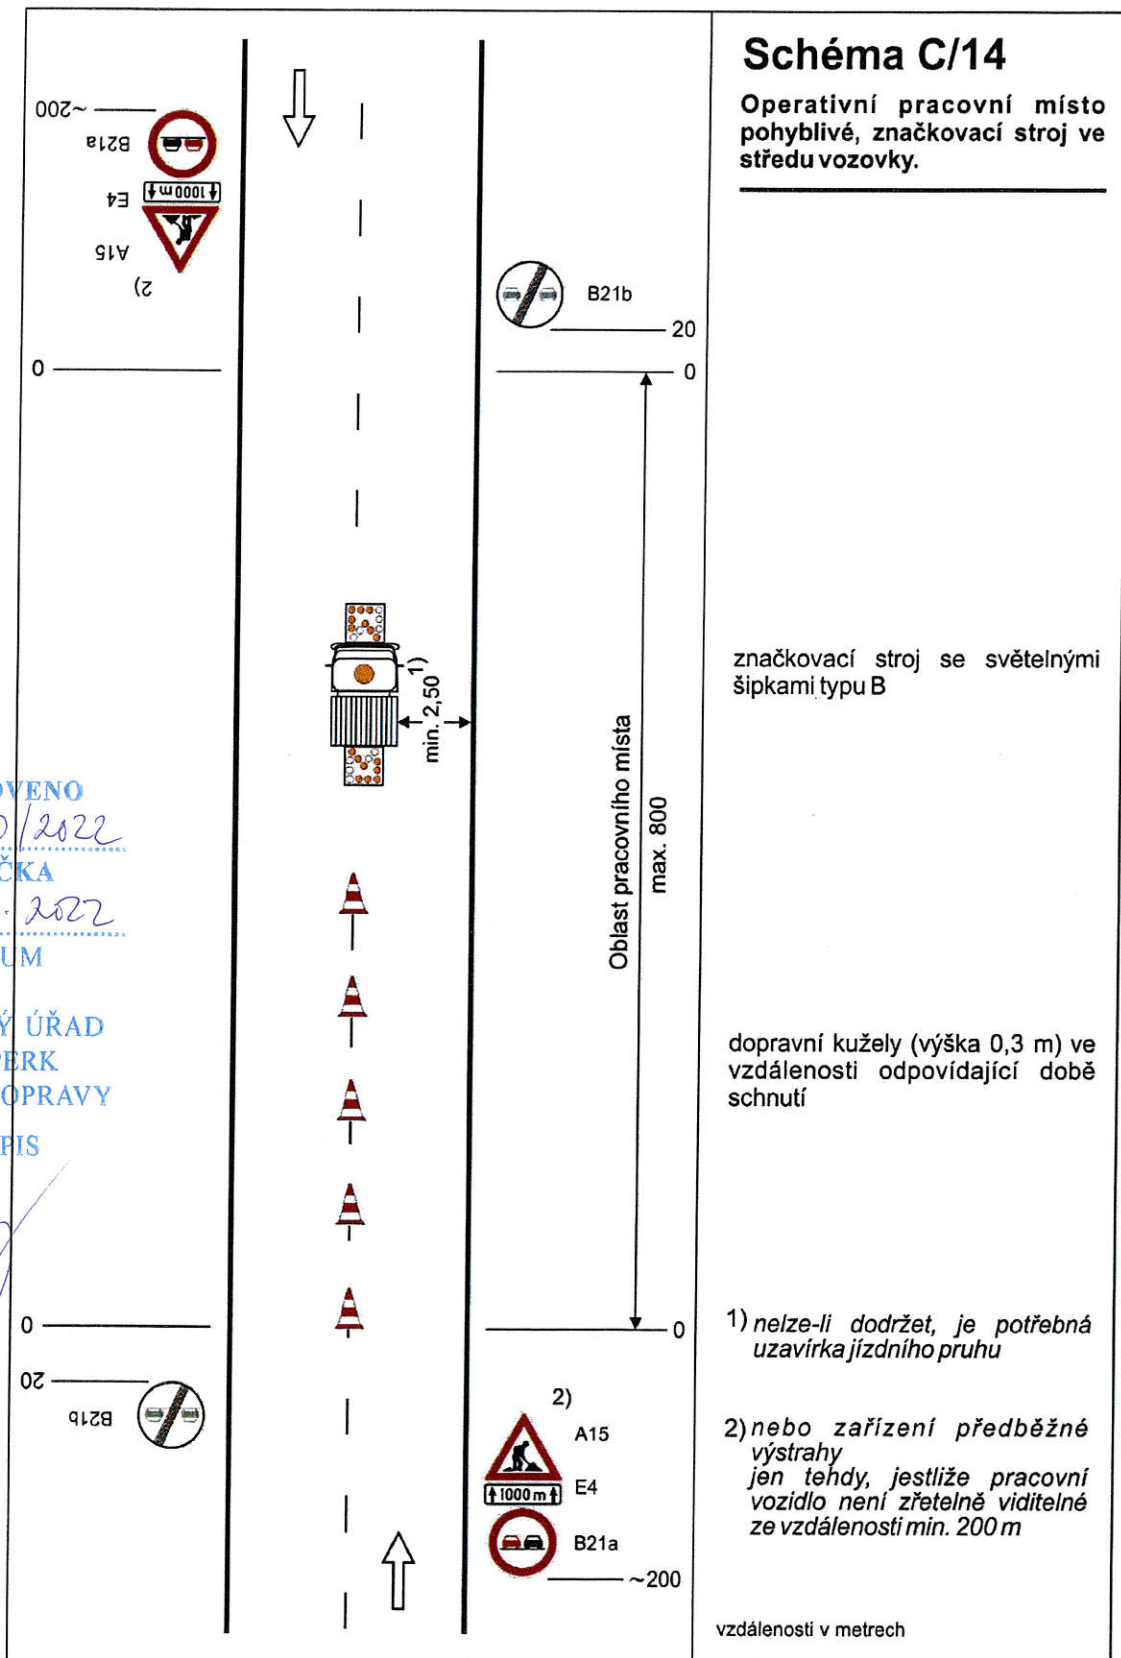 Schéma C/14
Operativní pracovní místo
pohyblivé, značkovací stroj ve
středu vozovky.
~200
B21a
1000 m
E4
A15
2)
0
B21b
20
0
1)
min. 2,50
Oblast pracovního místa
max. 800
značkovací stroj se světelnými
šipkami typu B
OVENO
0/2022
ČKA
. 2022
UM
Ý ÚŘAD
PERK
OPRAVY
PIS
dopravní kužely (výška 0,3 m) ve
vzdálenosti odpovídající době
schnutí
0
20
B21b
0
2)
A15
1000 m
E4
B21a
~200
1) nelze-li dodržet, je potřebná
uzavírka jízdního pruhu
2) nebo zařízení předběžné
výstrahy
jen tehdy, jestliže pracovní
vozidlo není zřetelně viditelné
ze vzdálenosti min. 200 m
vzdálenosti v metrech